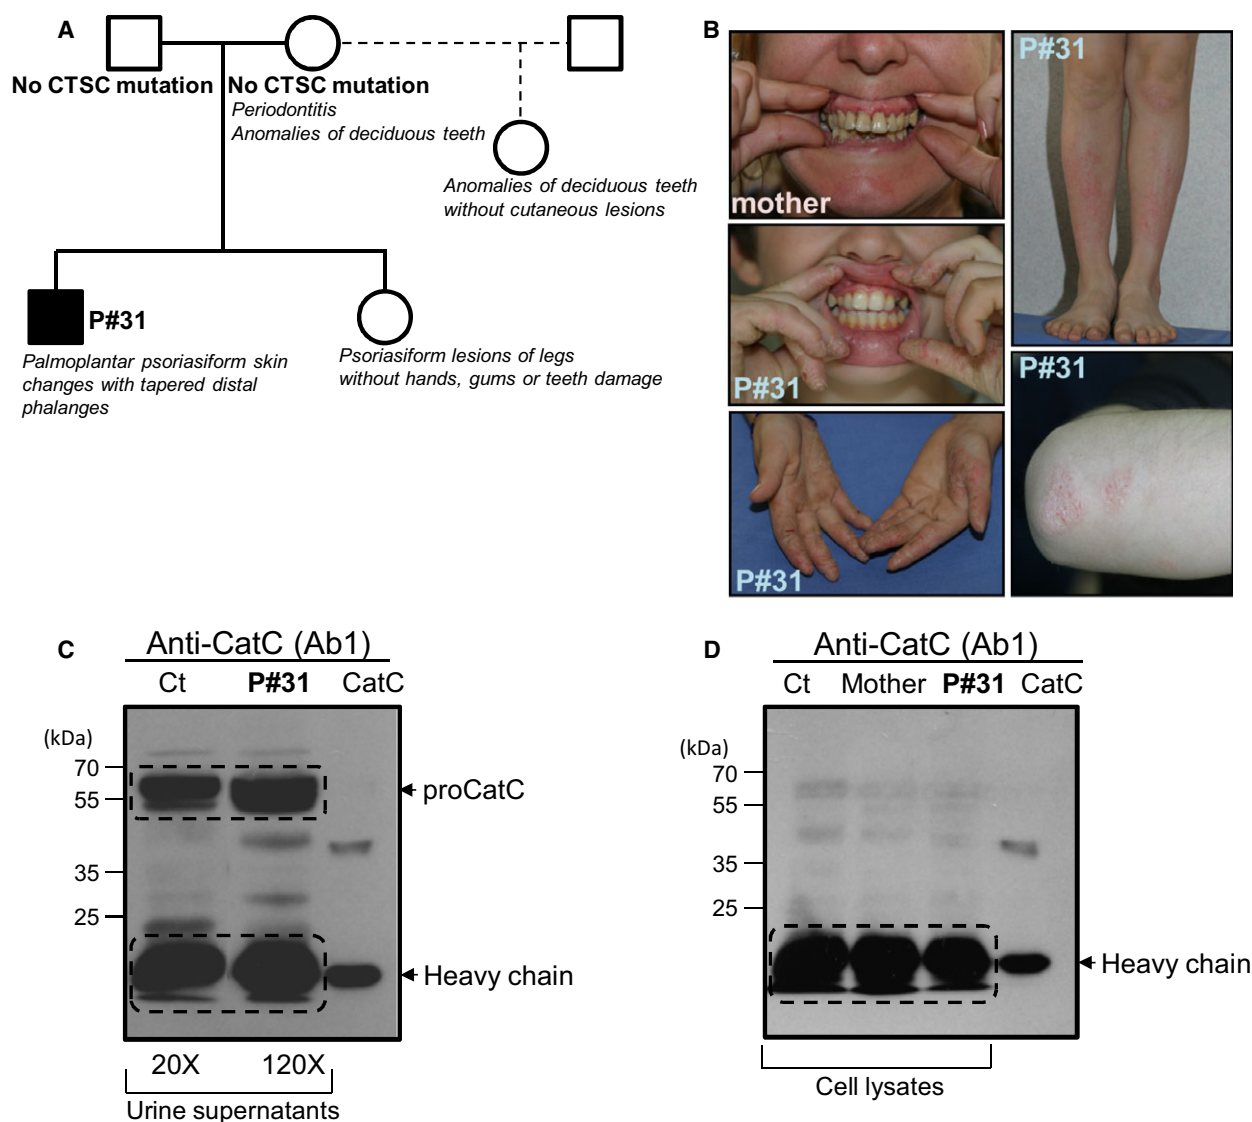 A
No CTSC mutation
No CTSC mutation
Periodontitis
Anomalies of deciduous teeth
Anomalies of deciduous teeth
without cutaneous lesions
P#31
Palmoplantar psoriasiform skin
changes with tapered distal
phalanges
Psoriasiform lesions of legs
without hands, gums or teeth damage
B
mother
P#31
P#31
P#31
P#31
C
Anti-CatC (Ab1)
Ct P#31 CatC
(kDa)
70
55
35
25
proCatC
Heavy chain
20X 120X
Urine supernatants
D
Anti-CatC (Ab1)
Ct Mother P#31 CatC
(kDa)
70
55
35
25
Heavy chain
Cell lysates